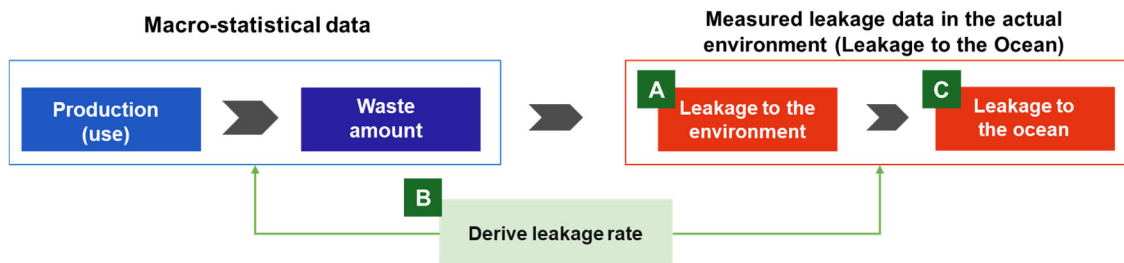 Macro-statistical data
Measured leakage data in the actual
environment (Leakage to the Ocean)
Production
(use)
Waste
amount
A
Leakage to the
environment
C
Leakage to
the ocean
B
Derive leakage rate